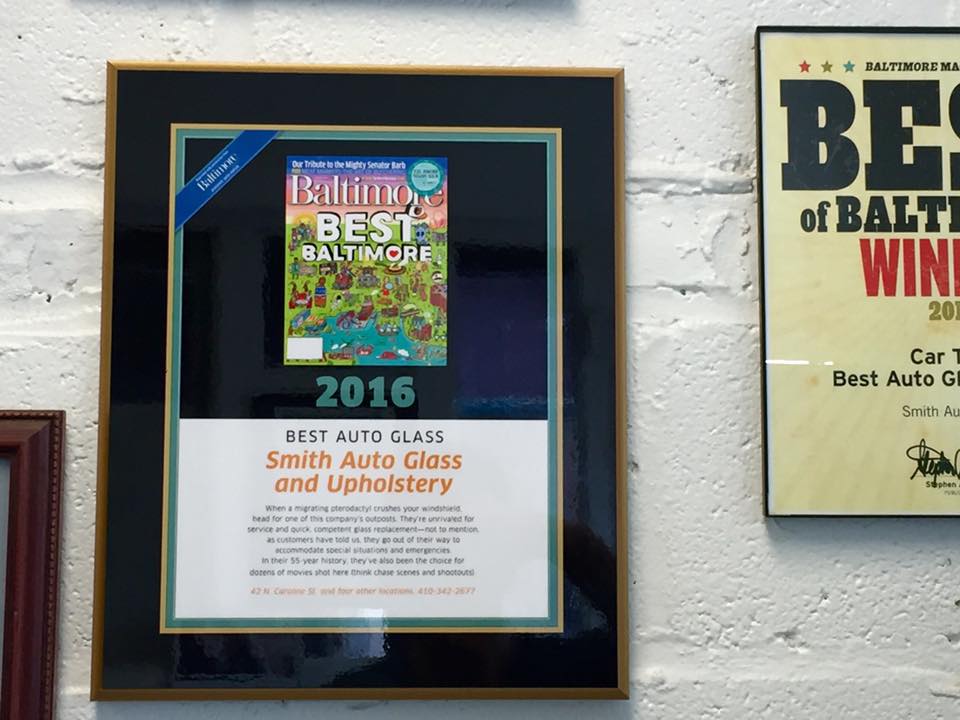 Baltimore
Our Tribute to the Mighty Senator Barb
Baltimore
BEST
BALTIMORE
2016
BEST AUTO GLASS
Smith Auto Glass
and Upholstery
When a migrating pterodactyl crushes your windshield,
head for one of this company's outposts. They're unrivaled for
service and quick, competent glass replacement—not to mention,
as customers have told us, they go out of their way to
accommodate special situations and emergencies.
In their 55-year history, they've also been the choice for
dozens of movies shot here (think chase scenes and shootouts).
42 N. Caroline St. and four other locations, 410-342-2677
BALTIMORE MA
BES
of BALTI
WINN
201
Car T
Best Auto Gl
Smith Au
Stephen
PUBL